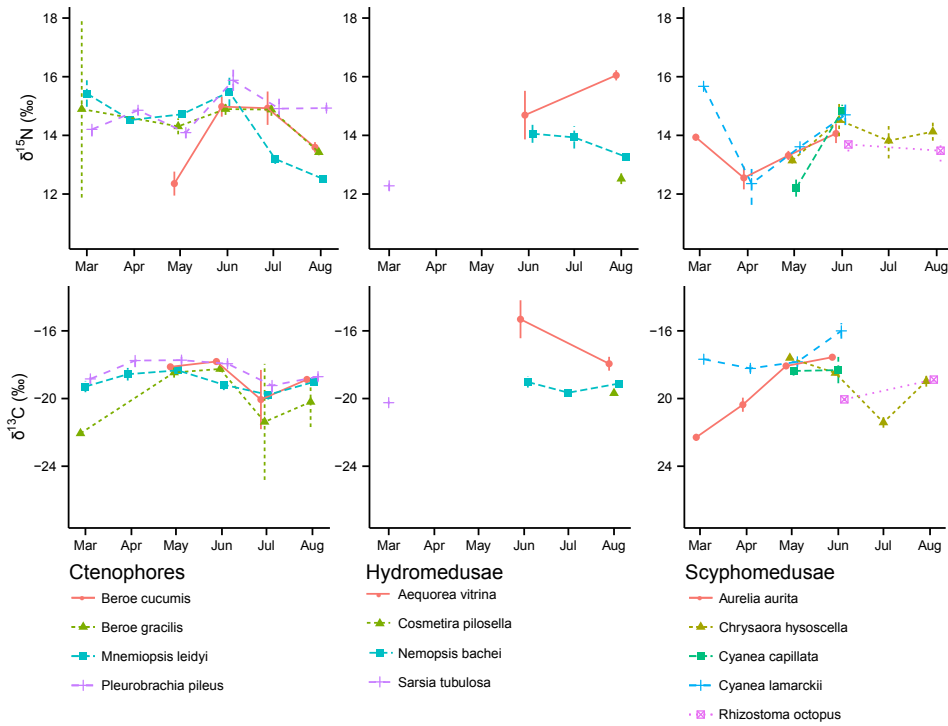 18
16
14
12
δ15N (‰)
Mar Apr May Jun Jul Aug
18
16
14
12
Mar Apr May Jun Jul Aug
18
16
14
12
Mar Apr May Jun Jul Aug
−16
−20
−24
δ13C (‰)
Mar Apr May Jun Jul Aug
−16
−20
−24
Mar Apr May Jun Jul Aug
−16
−20
24
Mar Apr May Jun Jul Aug
Ctenophores
Beroe cucumis
Beroe gracilis
Mnemiopsis leidyi
Pleurobrachia pileus
Hydromedusae
Aequorea vitrina
Cosmetira pilosella
Nemopsis bachei
Sarsia tubulosa
Scyphomedusae
Aurelia aurita
Chrysaora hysoscella
Cyanea capillata
Cyanea lamarckii
Rhizostoma octopus